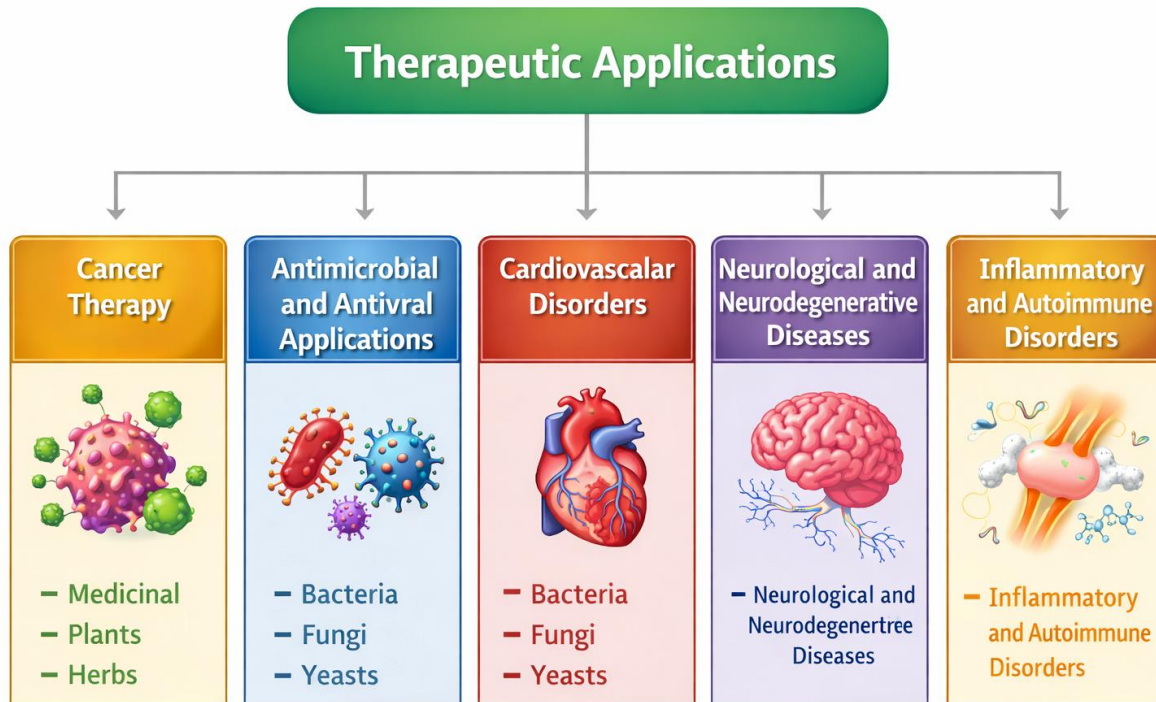 Therapeutic Applications
Cancer
Therapy
Antimicrobial
and Antivral
Applications
Cardiovascalar
Disorders
Neurological and
Neurodegenerative
Diseases
Inflammatory
and Autoimmune
Disorders
– Medicinal
– Plants
– Herbs
– Bacteria
– Fungi
– Yeasts
– Bacteria
– Fungi
– Yeasts
– Neurological and
Neurodegenertree
Diseases
– Inflammatory
and Autoimmune
Disorders